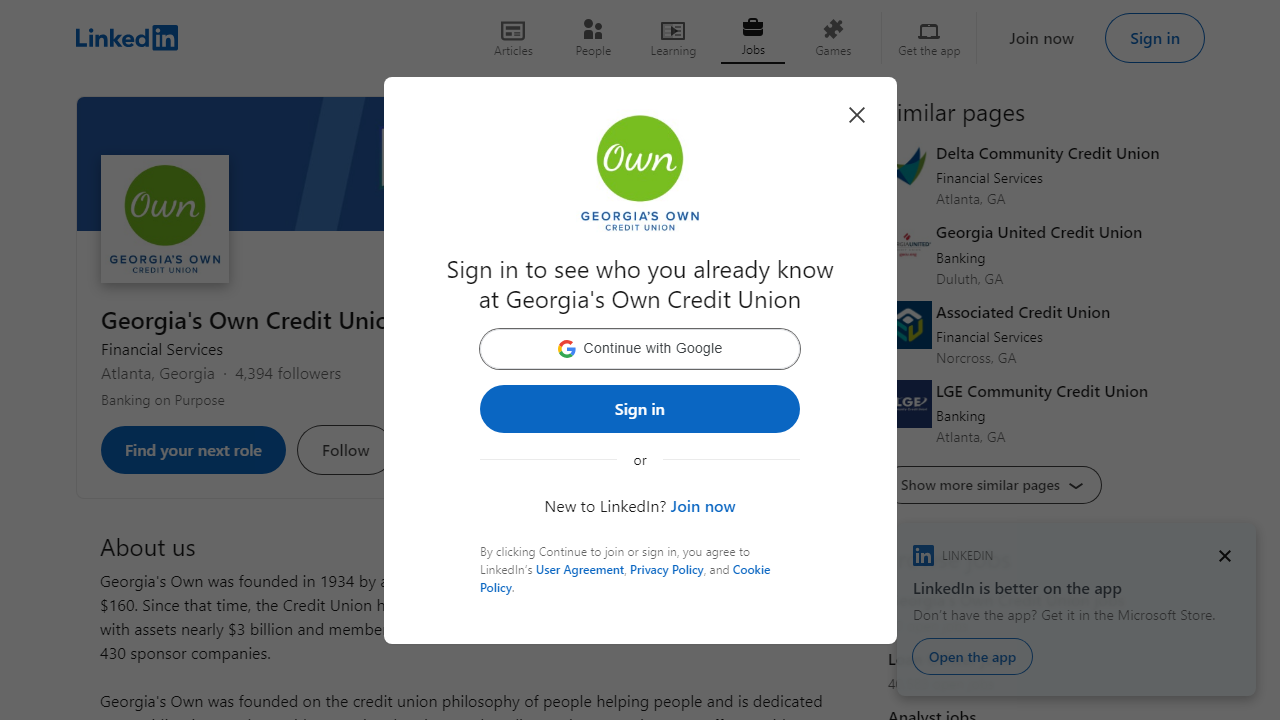 LinkedIn
Articles
People
Learning
Jobs
Games
Get the app
Join now
Sign in
Own
GEORGIA'S OWN
CREDIT UNION
Georgia's Own Credit Unio
Financial Services
Atlanta, Georgia · 4,394 followers
Banking on Purpose
Find your next role
Follow
About us
Georgia's Own was founded in 1934 by a
$160. Since that time, the Credit Union h
with assets nearly $3 billion and member
430 sponsor companies.
Georgia's Own was founded on the credit union philosophy of people helping people and is dedicated
Own
GEORGIA'S OWN
CREDIT UNION
Sign in to see who you already know
at Georgia's Own Credit Union
Continue with Google
Sign in
or
New to LinkedIn? Join now
By clicking Continue to join or sign in, you agree to
LinkedIn's User Agreement, Privacy Policy, and Cookie
Policy.
imilar pages
Delta Community Credit Union
Financial Services
Atlanta, GA
Georgia United Credit Union
Banking
Duluth, GA
Associated Credit Union
Financial Services
Norcross, GA
LGE Community Credit Union
Banking
Atlanta, GA
LGE
Show more similar pages
LINKEDIN
LinkedIn is better on the app
Don't have the app? Get it in the Microsoft Store.
Open the app
Analyst jobs